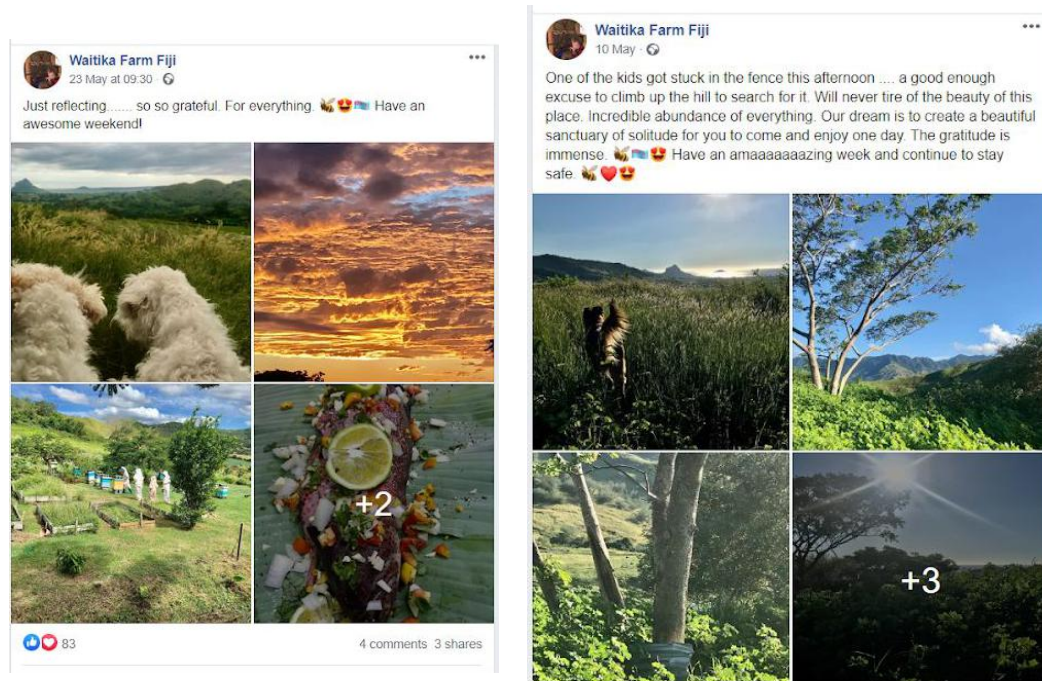 Waitika Farm Fiji
23 May at 09:30 ·
Just reflecting....... so so grateful. For everything. 🐝😍🇫🇯 Have an
awesome weekend!
+2
83
4 comments 3 shares
Waitika Farm Fiji
10 May ·
One of the kids got stuck in the fence this afternoon .... a good enough
excuse to climb up the hill to search for it. Will never tire of the beauty of this
place. Incredible abundance of everything. Our dream is to create a beautiful
sanctuary of solitude for you to come and enjoy one day. The gratitude is
immense. 🐝🇫🇯😍 Have an amaaaaaaazing week and continue to stay
safe. 🐝♥️😍
+3